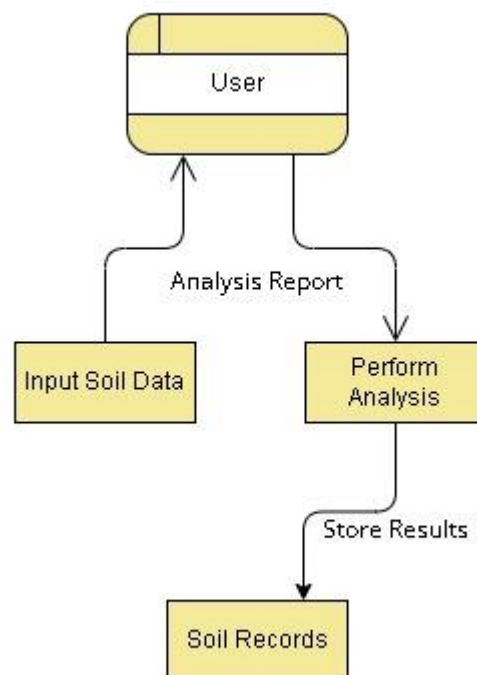 User
Analysis Report
Input Soil Data
Perform
Analysis
Store Results
Soil Records